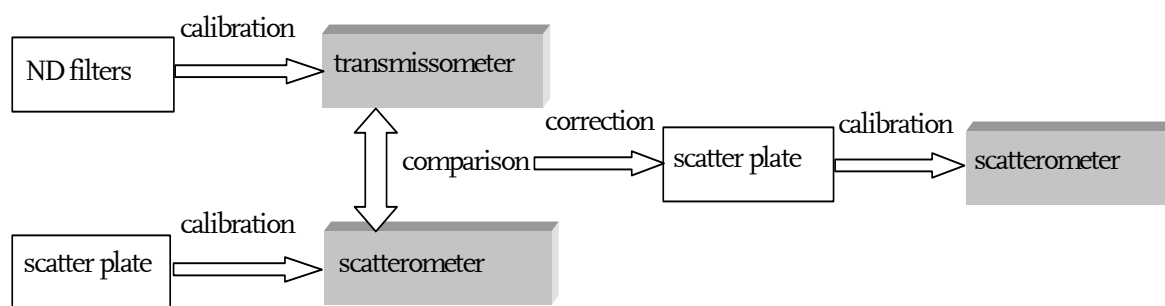 calibration
ND filters
transmissometer
correction
calibration
comparison
scatter plate
scatterometer
calibration
scatter plate
scatterometer